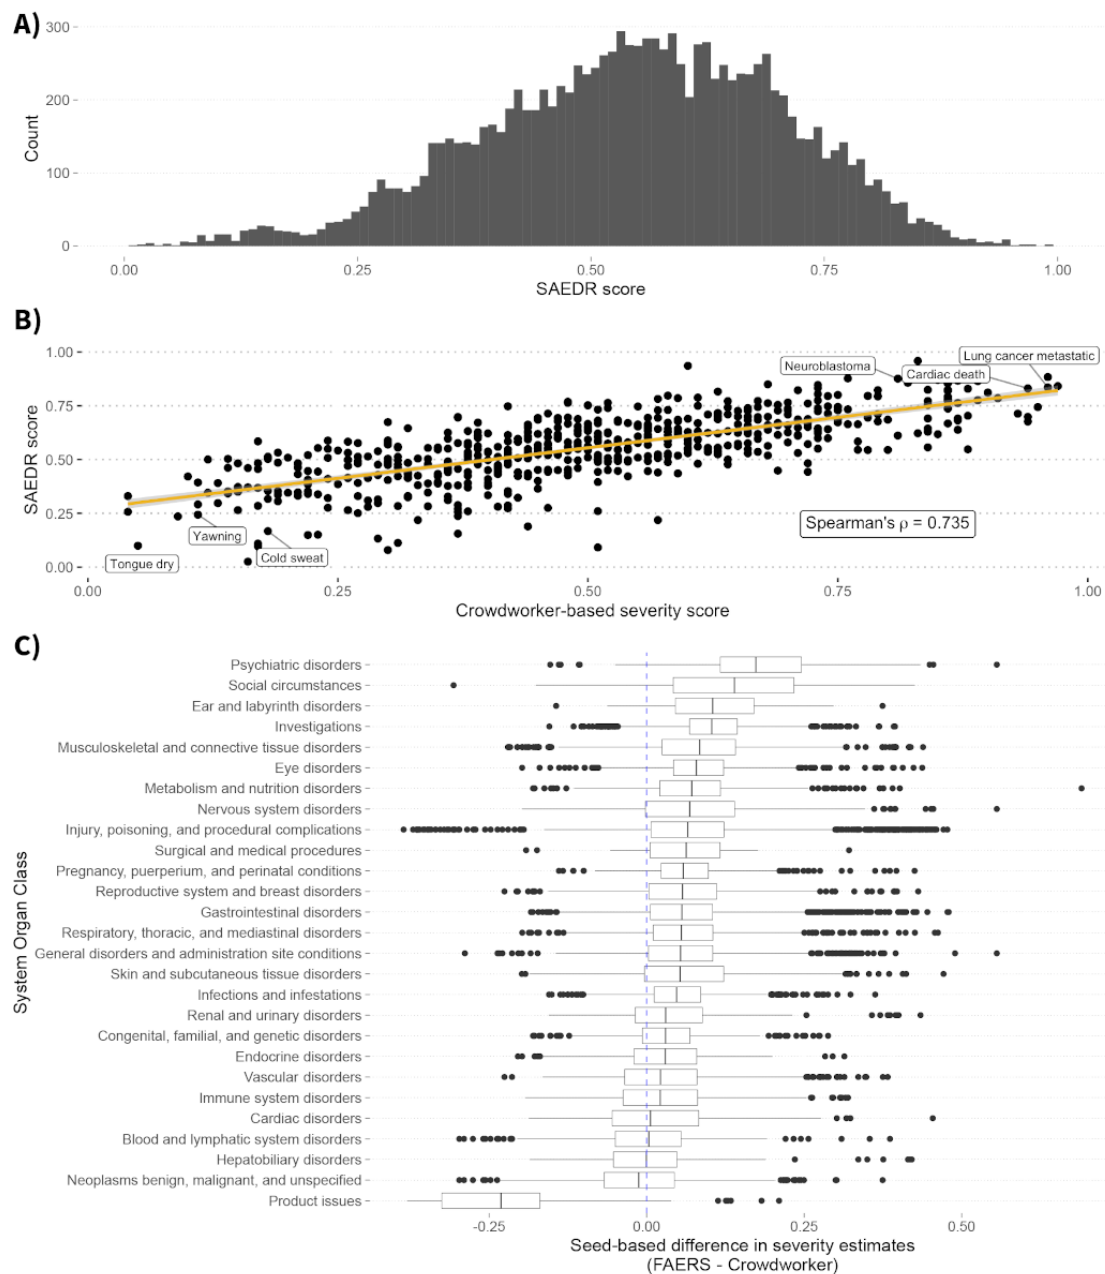 A)
300
200
100
0
Count
0.00 0.25 0.50 0.75 1.00
SAEDR score
B)
1.00
0.75
0.50
0.25
0.00
SAEDR score
Neuroblastoma
Cardiac death
Lung cancer metastatic
Yawning
Tongue dry
Cold sweat
Spearman's ρ = 0.735
0.00 0.25 0.50 0.75 1.00
Crowdworker-based severity score
C)
System Organ Class
Psychiatric disorders
Social circumstances
Ear and labyrinth disorders
Investigations
Musculoskeletal and connective tissue disorders
Eye disorders
Metabolism and nutrition disorders
Nervous system disorders
Injury, poisoning, and procedural complications
Surgical and medical procedures
Pregnancy, puerperium, and perinatal conditions
Reproductive system and breast disorders
Gastrointestinal disorders
Respiratory, thoracic, and mediastinal disorders
General disorders and administration site conditions
Skin and subcutaneous tissue disorders
Infections and infestations
Renal and urinary disorders
Congenital, familial, and genetic disorders
Endocrine disorders
Vascular disorders
Immune system disorders
Cardiac disorders
Blood and lymphatic system disorders
Hepatobiliary disorders
Neoplasms benign, malignant, and unspecified
Product issues
-0.25 0.00 0.25 0.50
Seed-based difference in severity estimates
(FAERS - Crowdworker)